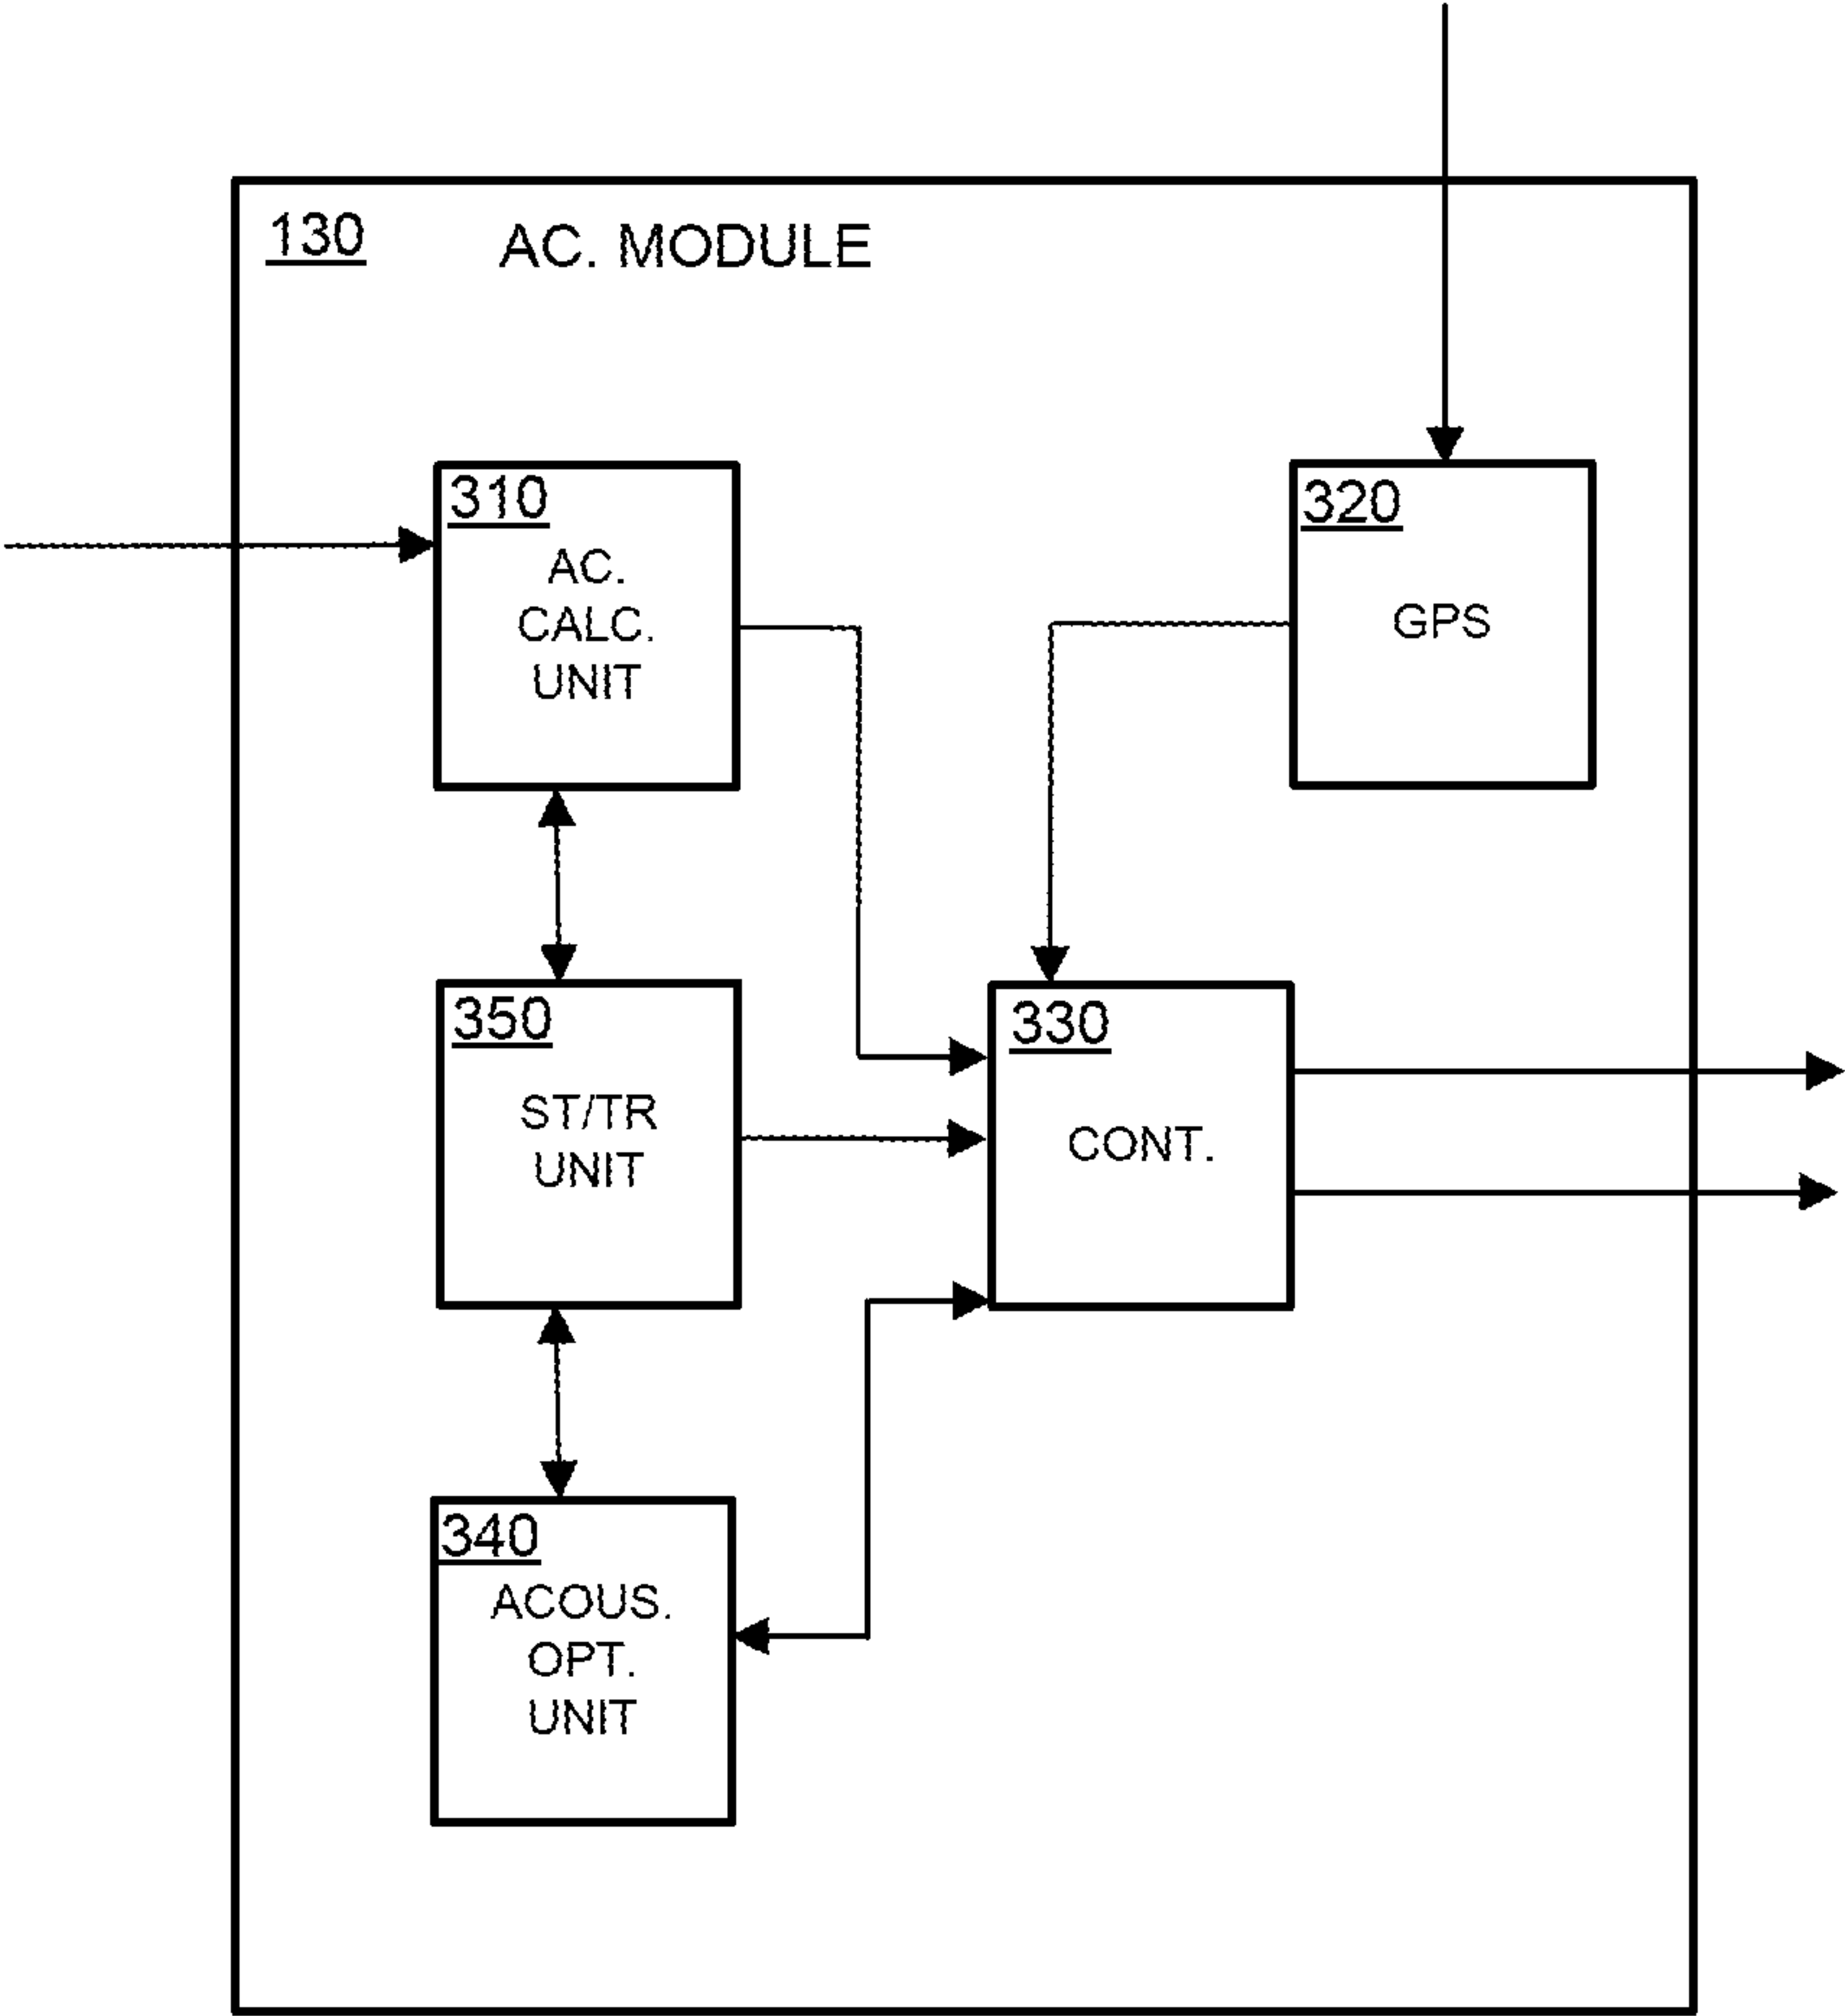 130 AC. MODULE
310
AC.
CALC.
UNIT
320
GPS
350
ST/TR
UNIT
330
CONT.
340
ACOUS.
OPT.
UNIT